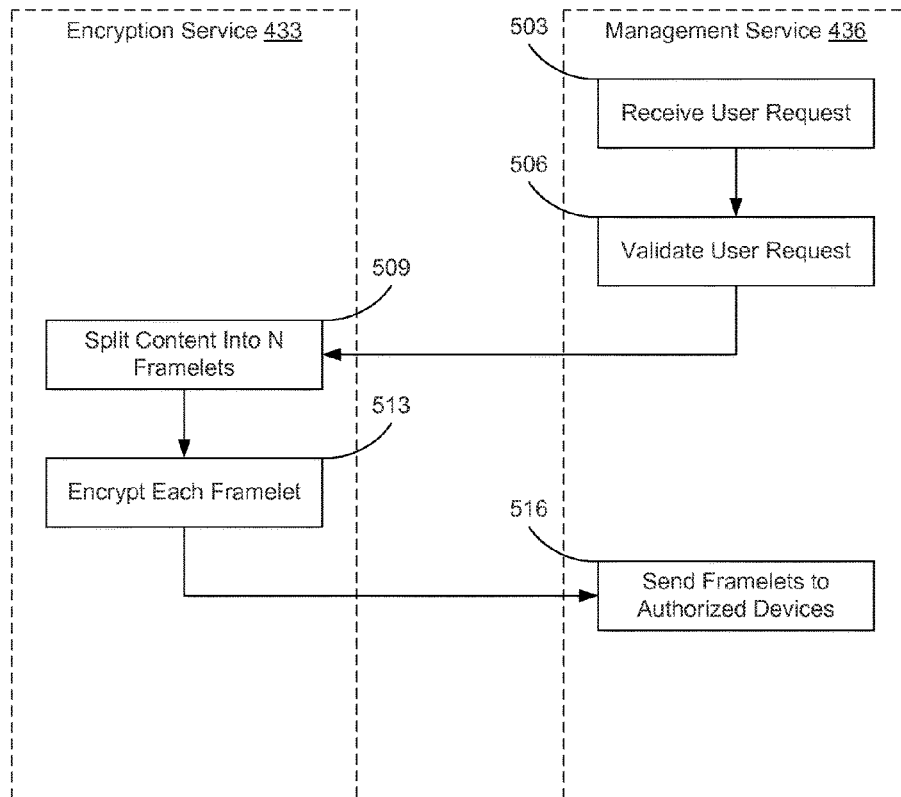 Encryption Service 433
Management Service 436
503
Receive User Request
506
Validate User Request
509
Split Content Into N
Framelets
513
Encrypt Each Framelet
516
Send Framelets to
Authorized Devices